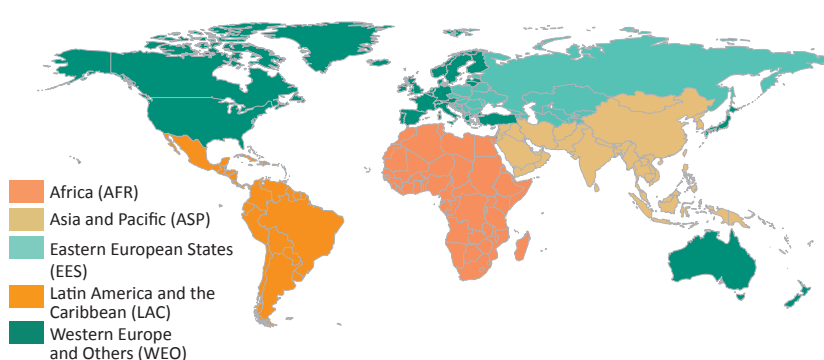 Africa (AFR)
Asia and Pacific (ASP)
Eastern European States
(EES)
Latin America and the
Caribbean (LAC)
Western Europe
and Others (WEO)